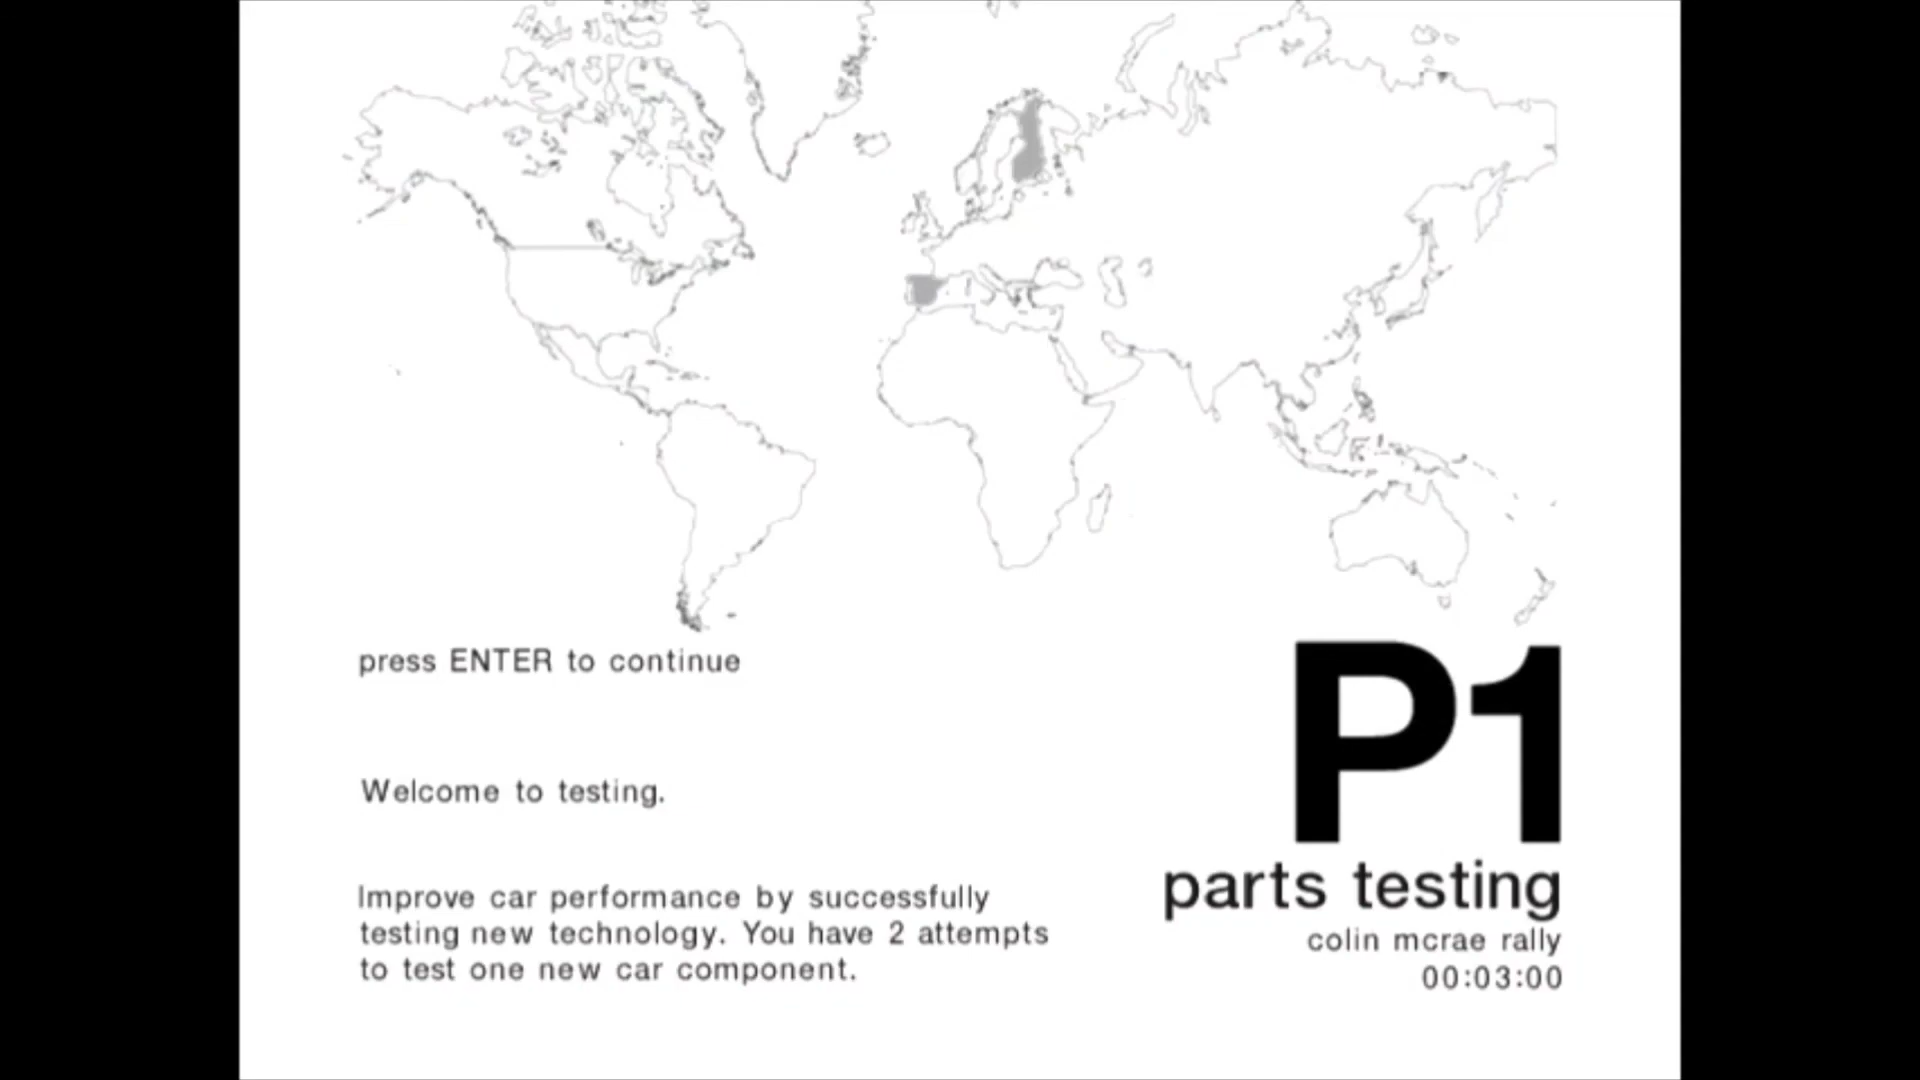 press ENTER to continue
Welcome to testing.
Improve car performance by successfully
testing new technology. You have 2 attempts
to test one new car component.
P1
parts testing
colin mcrae rally
00:03:00